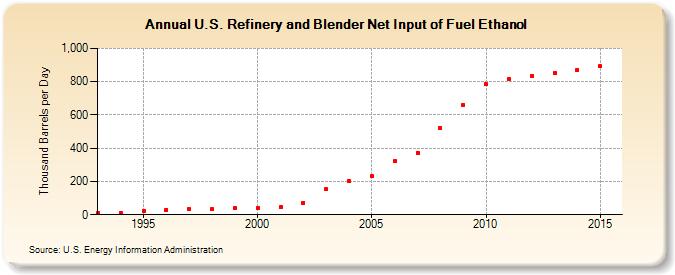 Annual U.S. Refinery and Blender Net Input of Fuel Ethanol
Thousand Barrels per Day
1,000
800
600
400
200
0
1995 2000 2005 2010 2015
Source: U.S. Energy Information Administration